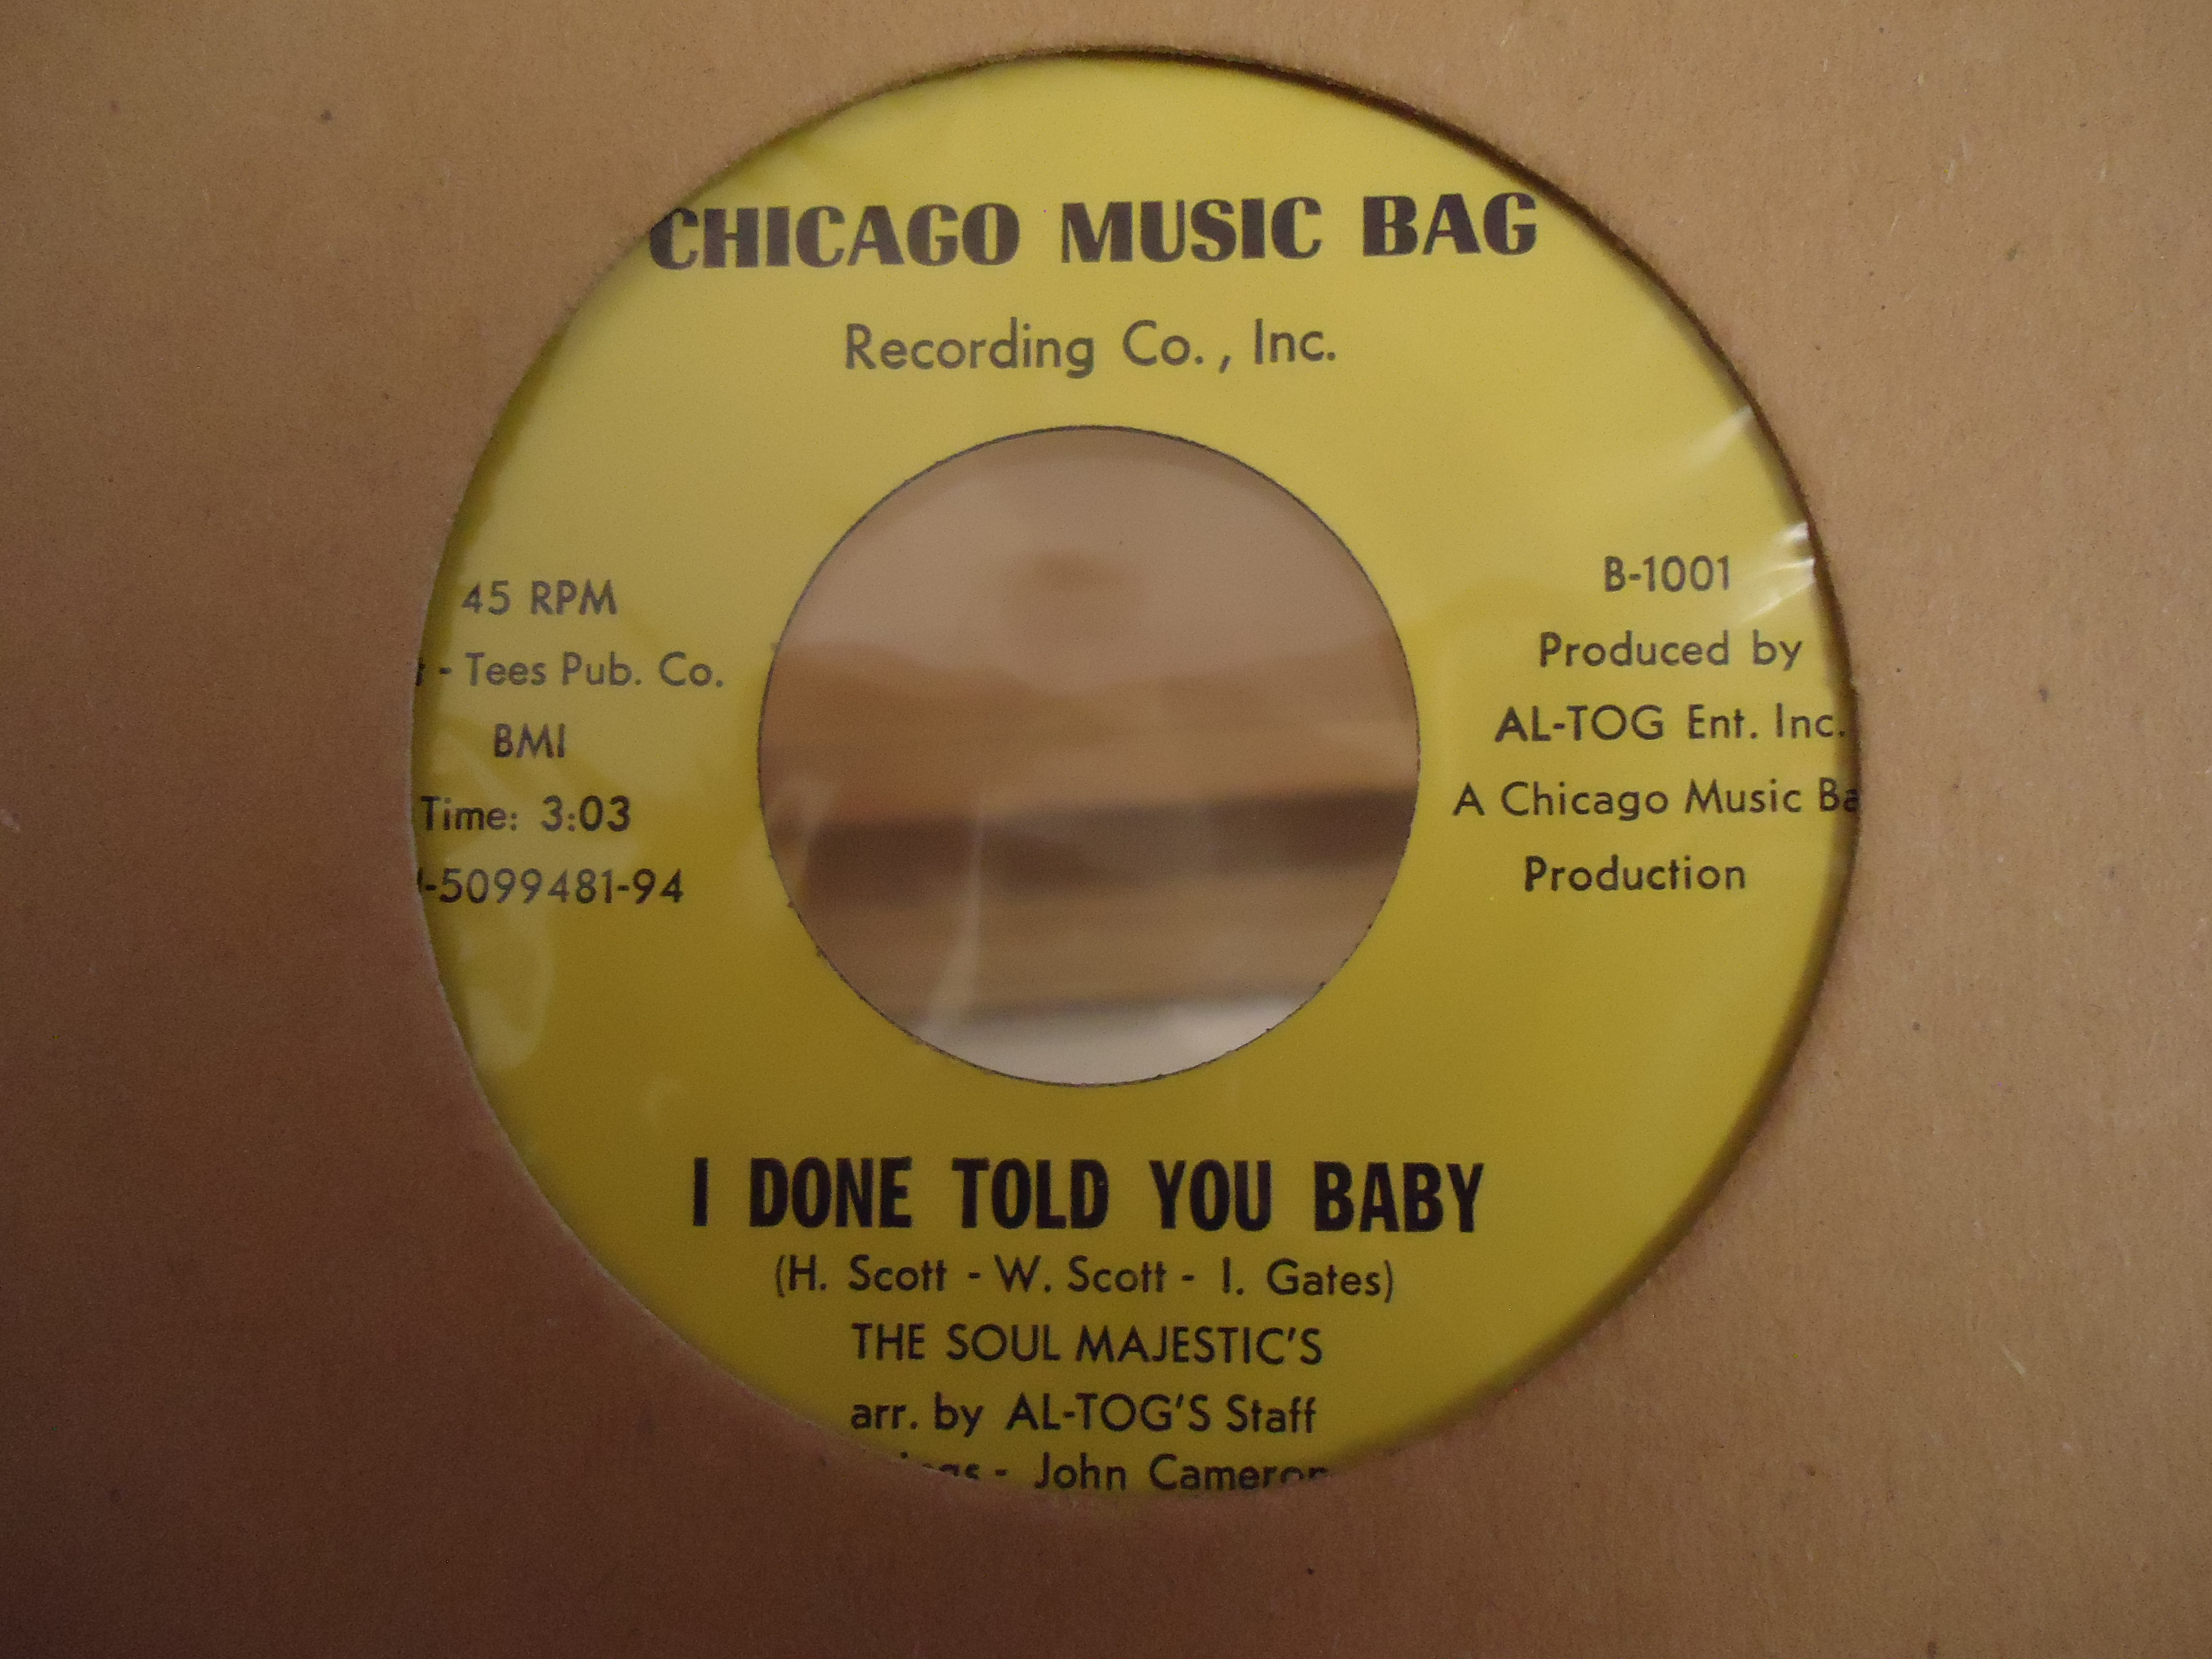 CHICAGO MUSIC BAG
Recording Co., Inc.
45 RPM
- Tees Pub. Co.
BMI
Time: 3:03
-5099481-94
B-1001
Produced by
AL-TOG Ent. Inc.
A Chicago Music
Production
I DONE TOLD YOU BABY
(H. Scott - W. Scott - I. Gates)
THE SOUL MAJESTIC'S
arr. by AL-TOG'S Staff
- John Cameron